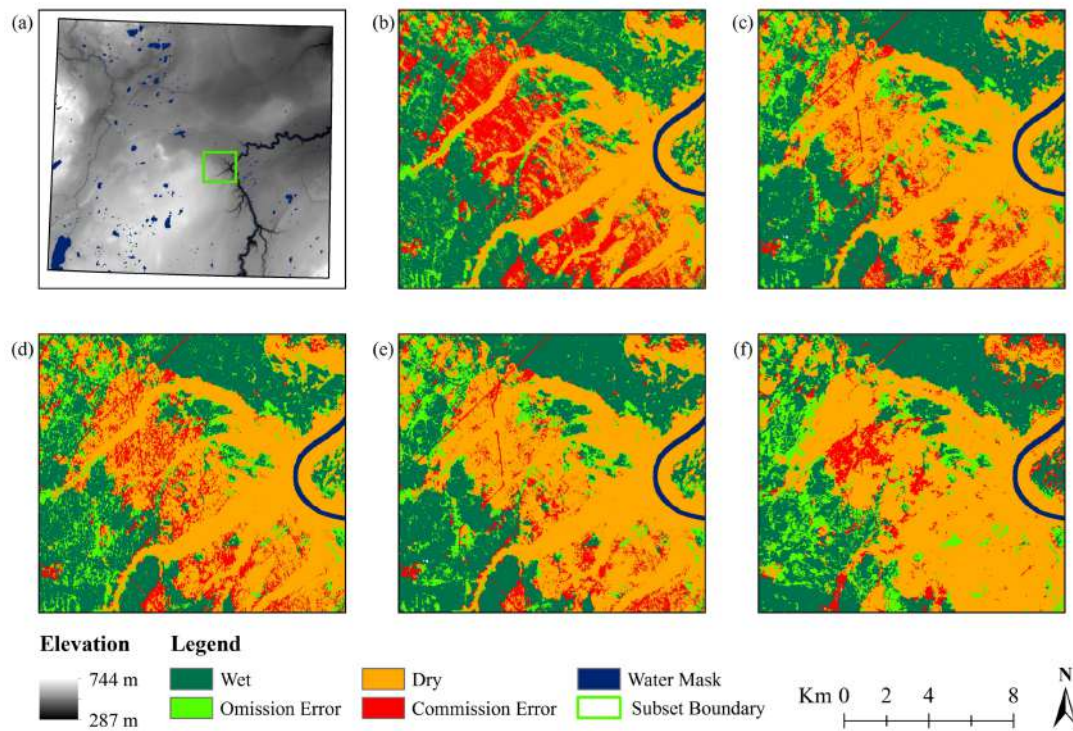 (a)
(b)
(c)
(d)
(e)
(f)
Elevation
744 m
287 m
Legend
Wet
Dry
Water Mask
Omission Error
Commission Error
Subset Boundary
Km 0 2 4 8
N